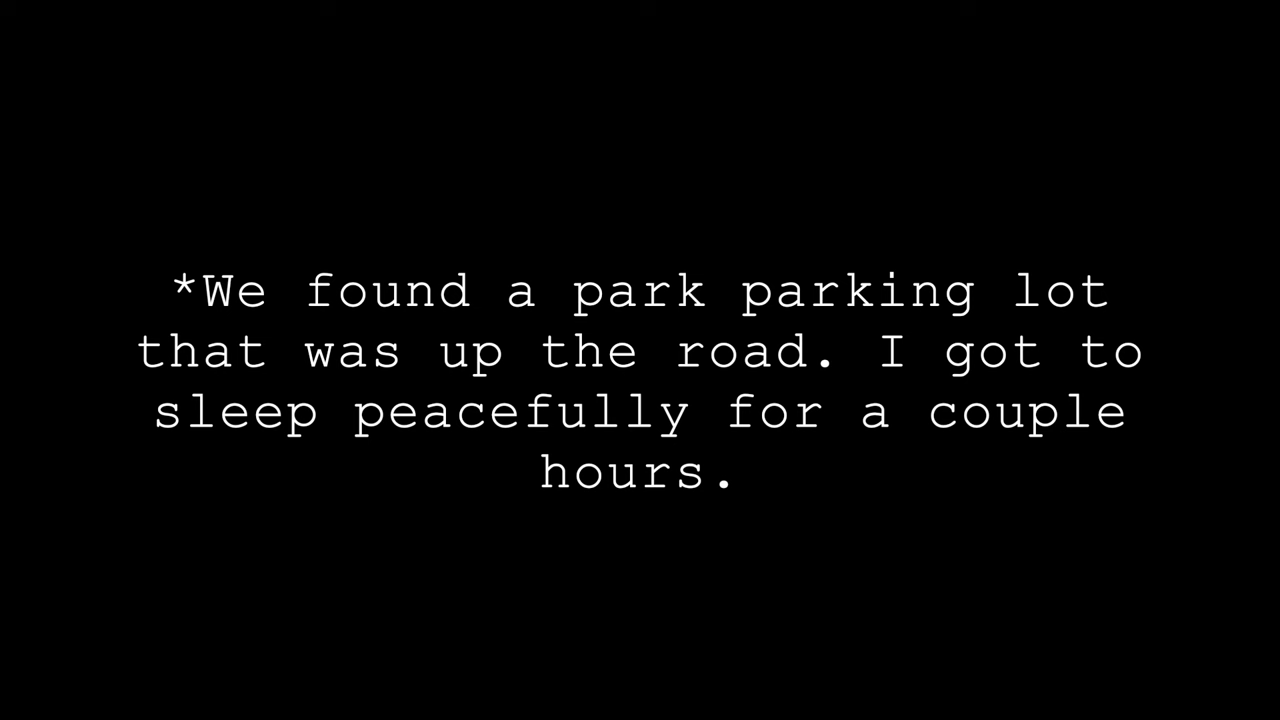 *We found a park parking lot
that was up the road. I got to
sleep peacefully for a couple
hours.